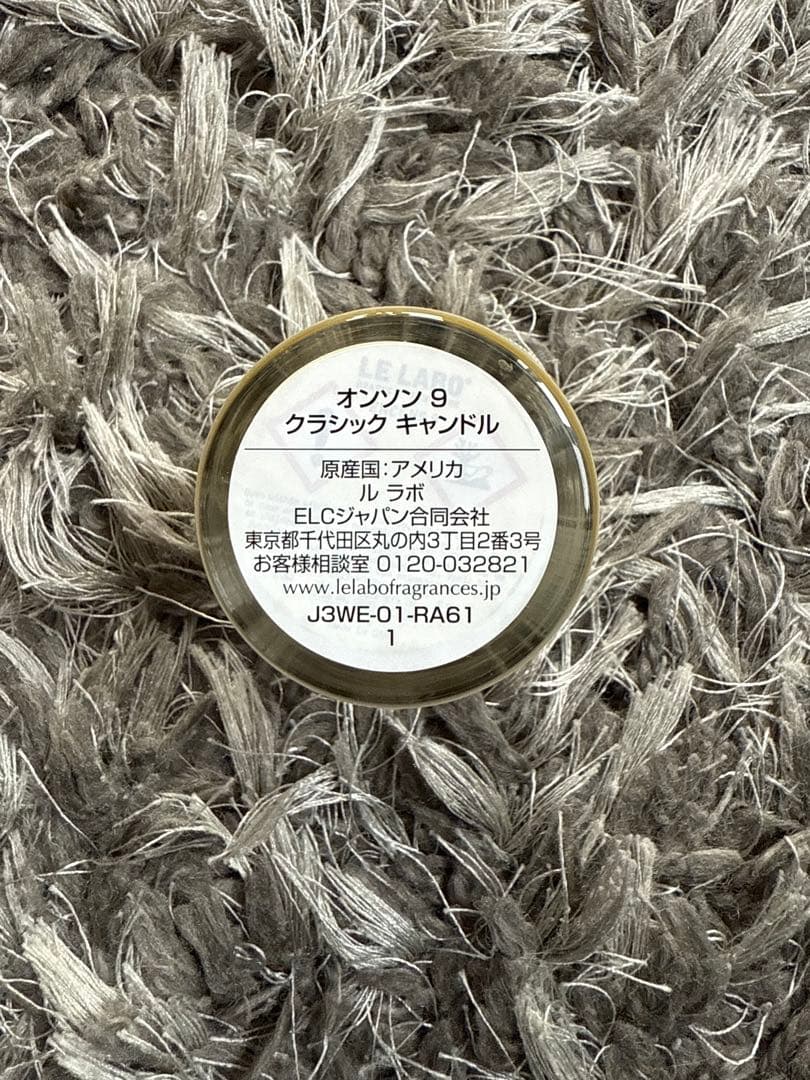 LE LABO
オンソン 9
クラシック キャンドル
原産国:アメリカ
ル ラボ
ELCジャパン合同会社
東京都千代田区丸の内3丁目2番3号
お客様相談室 0120-032821
www.lelabofragrances.jp
J3WE-01-RA61
1